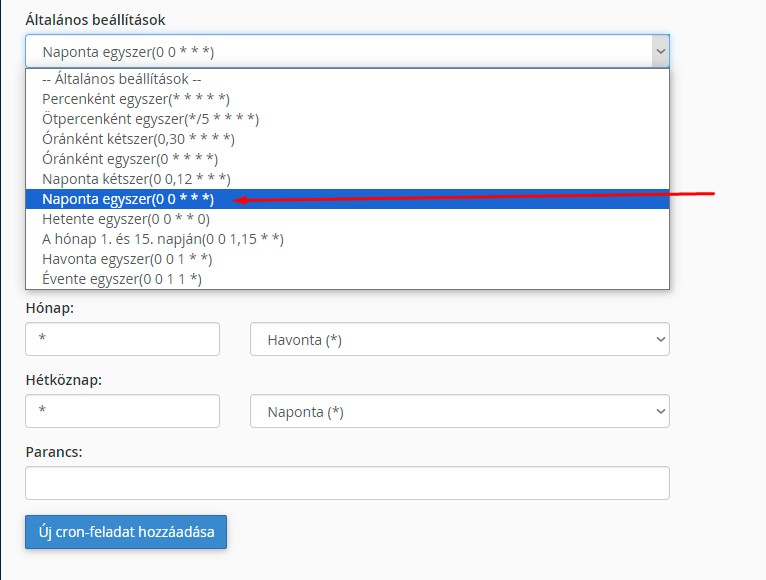 Általános beállítások
Naponta egyszer(0 0 * * *)
-- Általános beállítások --
Percenként egyszer(* * * * *)
Ötpercenként egyszer(*/5 * * * *)
Óránként kétszer(0,30 * * * *)
Óránként egyszer(0 * * * *)
Naponta kétszer(0 0,12 * * *)
Naponta egyszer(0 0 * * *)
Hetente egyszer(0 0 * * 0)
A hónap 1. és 15. napján(0 0 1,15 * *)
Havonta egyszer(0 0 1 * *)
Évente egyszer(0 0 1 1 *)
Hónap:
* Havonta (*)
Hétköznap:
* Naponta (*)
Parancs:
Új cron-feladat hozzáadása